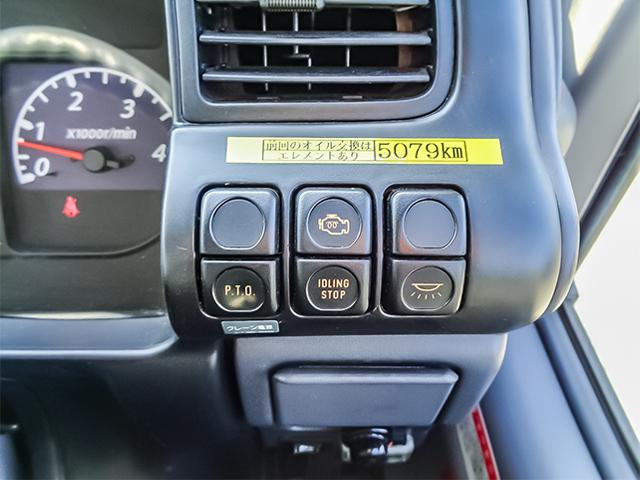 前回のオイル交換は
エレメントあり
5079km
4
3
2
1
0
X1000r/min
P.T.O.
IDLING
STOP
クレーン電源